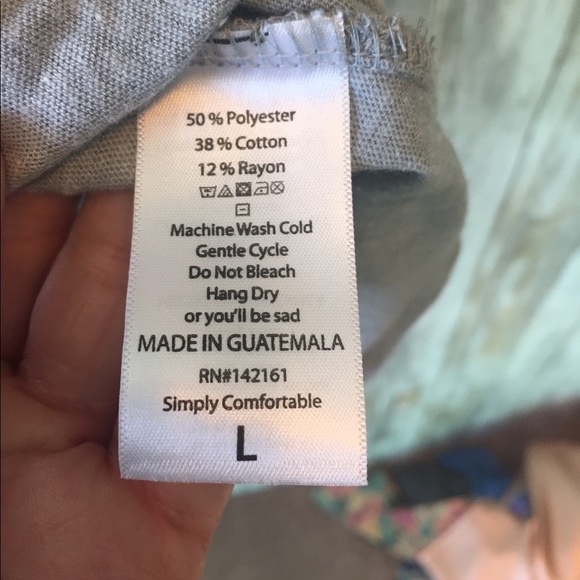 50 % Polyester
38 % Cotton
12 % Rayon
Machine Wash Cold
Gentle Cycle
Do Not Bleach
Hang Dry
or you'll be sad
MADE IN GUATEMALA
RN#142161
Simply Comfortable
L